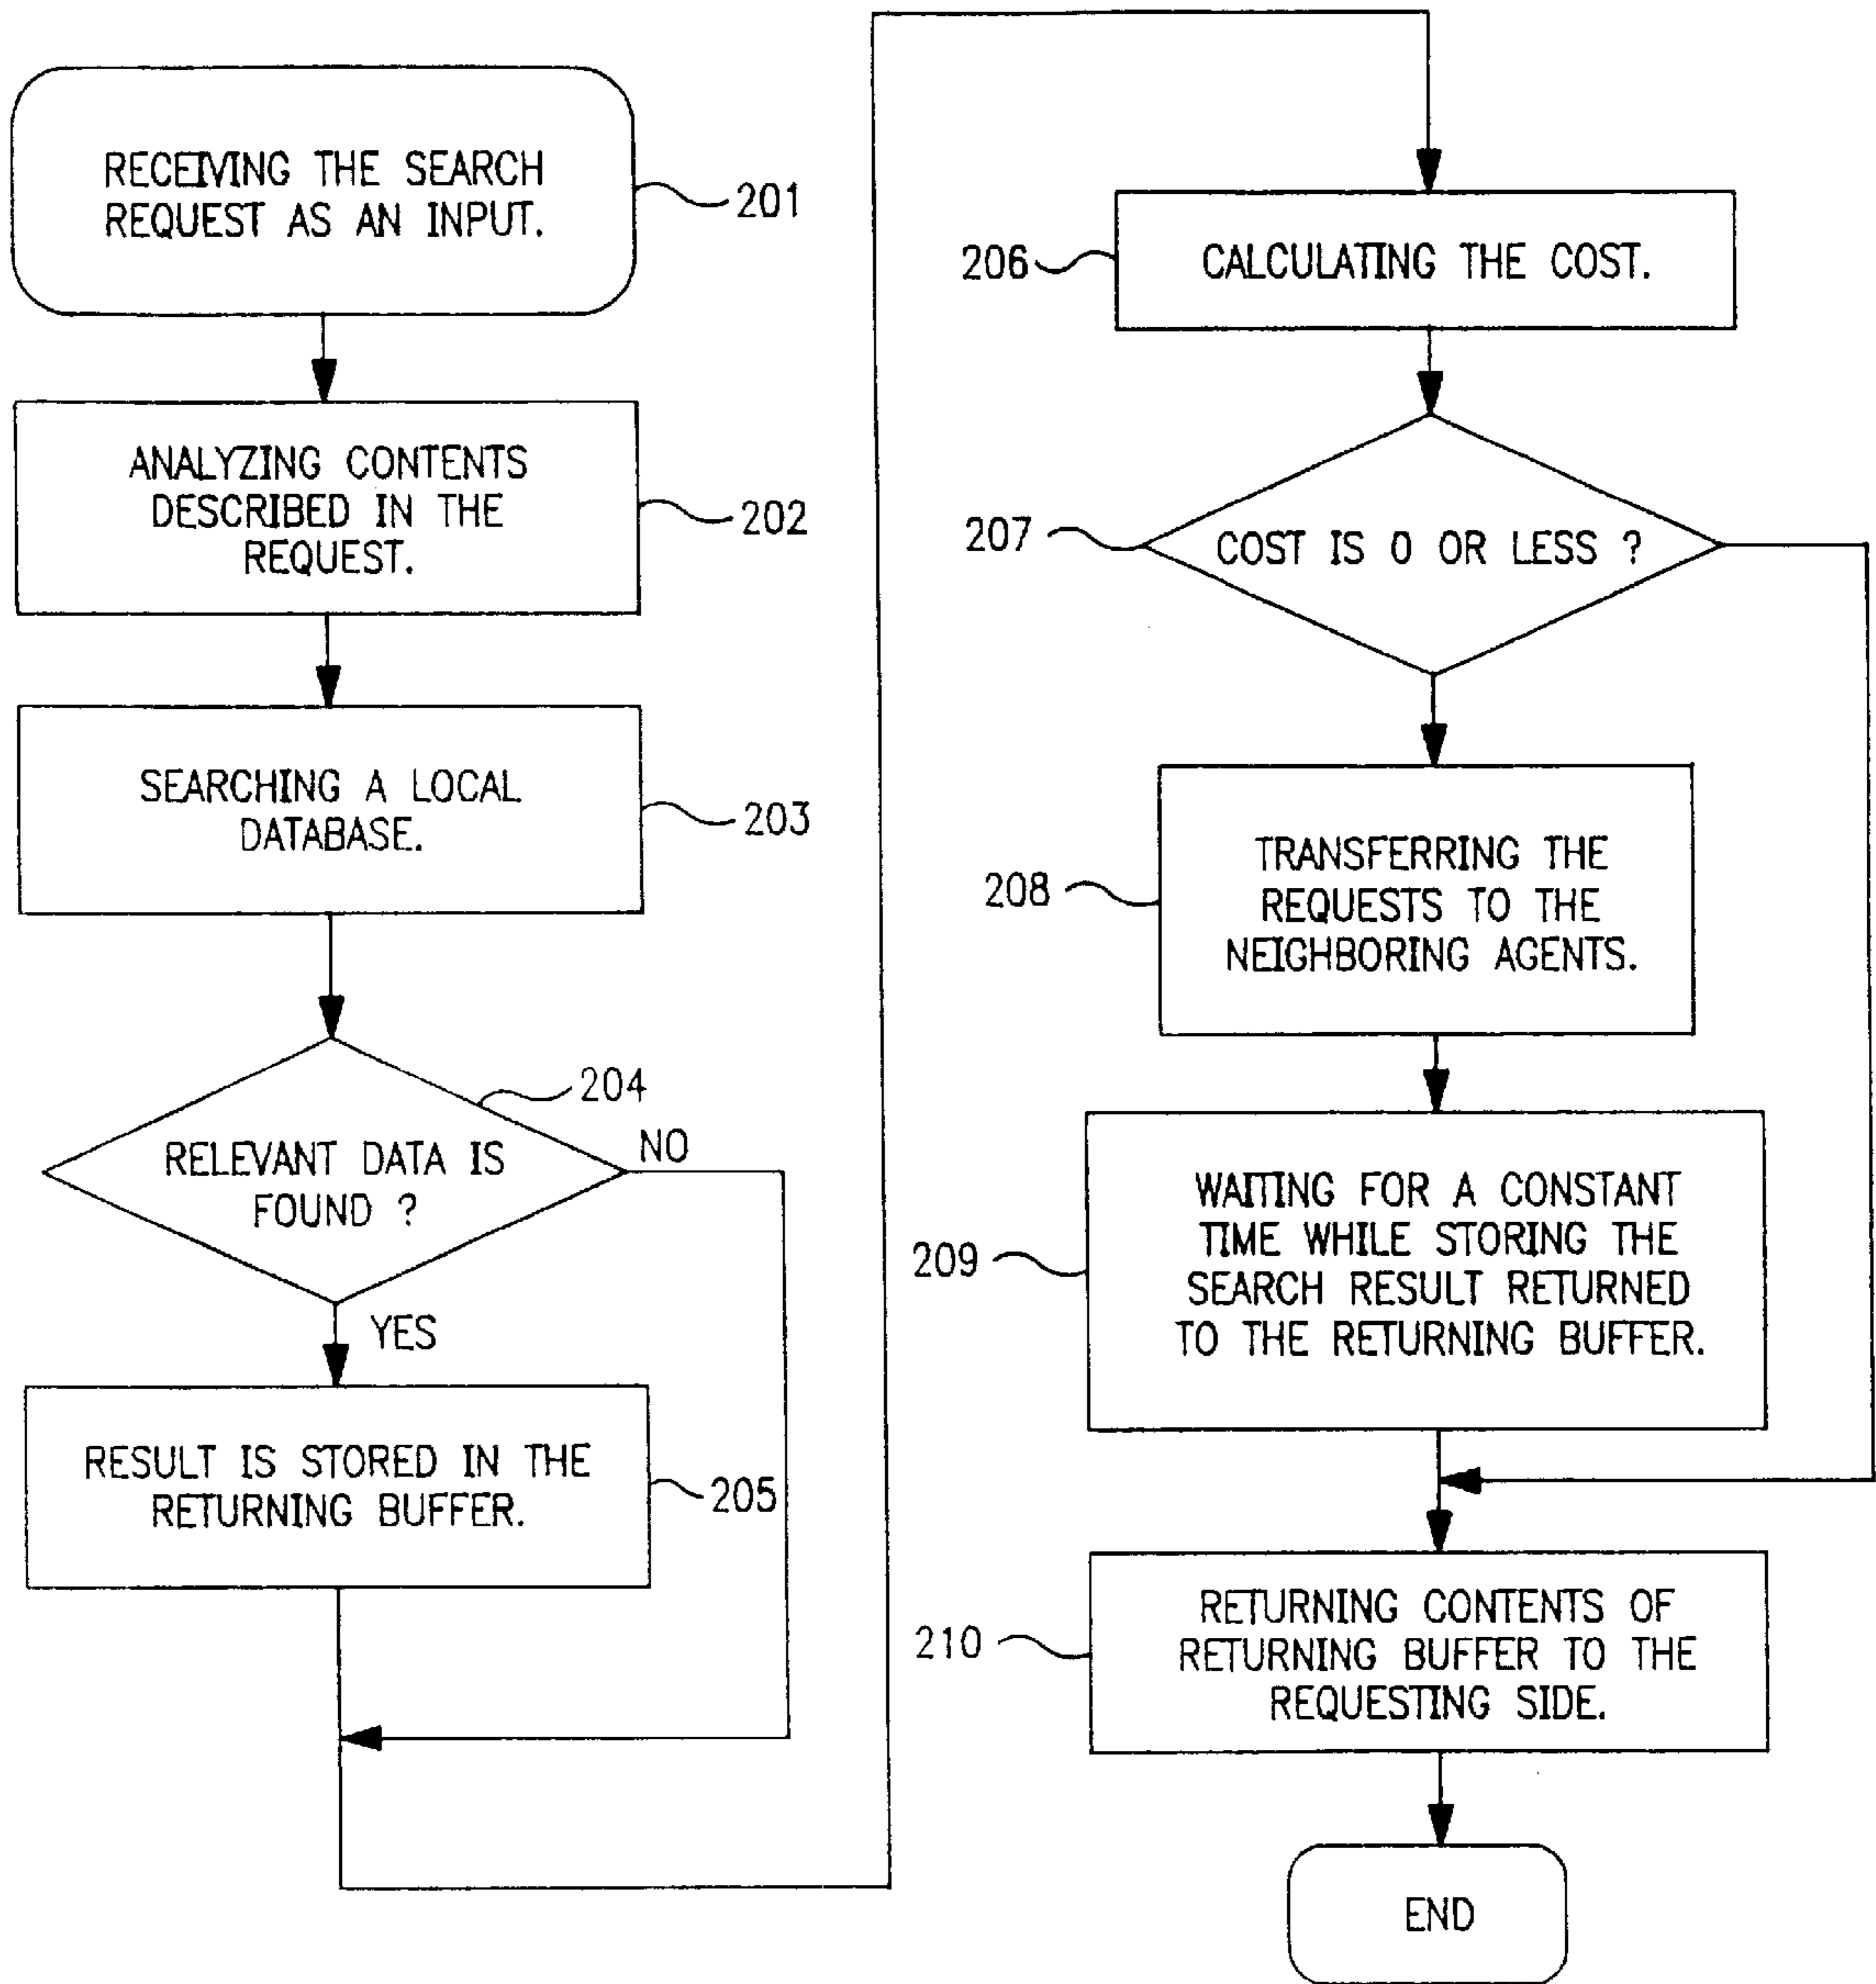 RECEIVING THE SEARCH
REQUEST AS AN INPUT.
201
ANALYZING CONTENTS
DESCRIBED IN THE
REQUEST.
202
SEARCHING A LOCAL
DATABASE.
203
204
RELEVANT DATA IS
FOUND ?
NO
YES
RESULT IS STORED IN THE
RETURNING BUFFER.
205
206
CALCULATING THE COST.
207
COST IS 0 OR LESS ?
208
TRANSFERRING THE
REQUESTS TO THE
NEIGHBORING AGENTS.
209
WAITING FOR A CONSTANT
TIME WHILE STORING THE
SEARCH RESULT RETURNED
TO THE RETURNING BUFFER.
210
RETURNING CONTENTS OF
RETURNING BUFFER TO THE
REQUESTING SIDE.
END